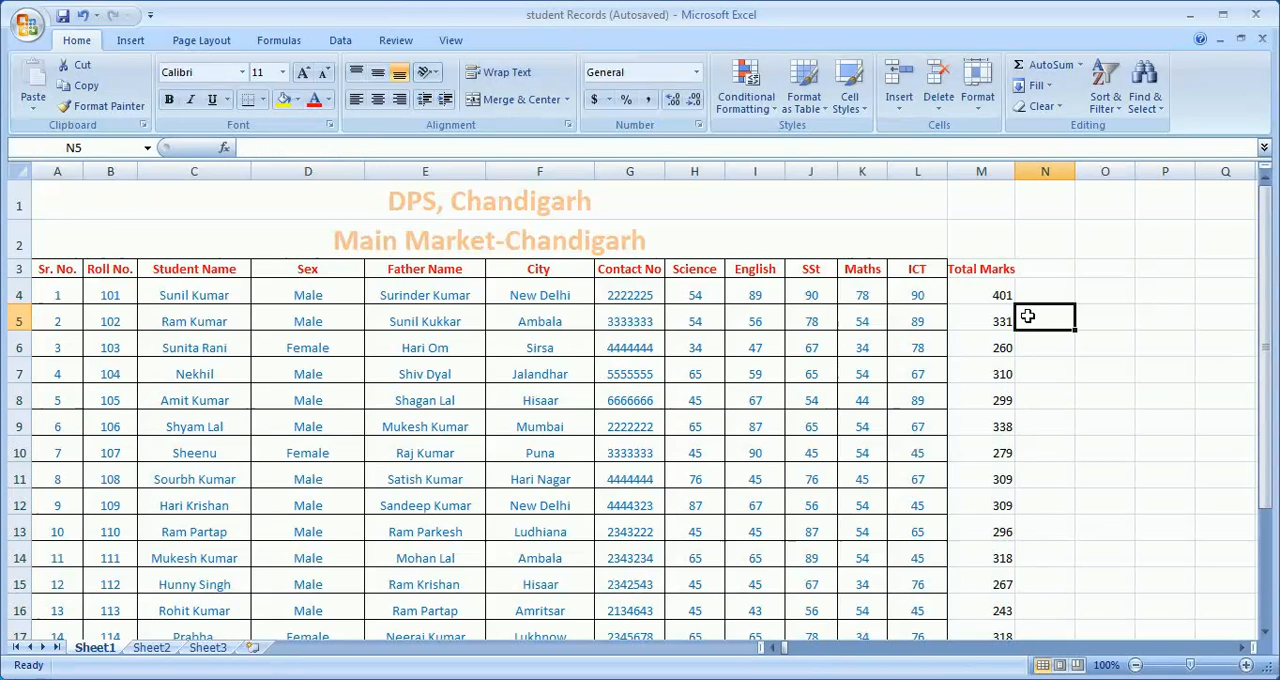 student Records (Autosaved) - Microsoft Excel
Home Insert Page Layout Formulas Data Review View
Paste Cut Copy Format Painter Clipboard
Calibri 11 B I U Font
Wrap Text Merge & Center Alignment
General $ % , Number
Conditional Formatting Format as Table Cell Styles Styles
Insert Delete Format Cells
Σ AutoSum Fill Clear Sort & Filter Find & Select Editing
N5 fx
A B C D E F G H I J K L M N O P Q
1 DPS, Chandigarh
2 Main Market-Chandigarh
3 Sr. No. Roll No. Student Name Sex Father Name City Contact No Science English SSt Maths ICT Total Marks
4 1 101 Sunil Kumar Male Surinder Kumar New Delhi 2222225 54 89 90 78 90 401
5 2 102 Ram Kumar Male Sunil Kukkar Ambala 3333333 54 56 78 54 89 331
6 3 103 Sunita Rani Female Hari Om Sirsa 4444444 34 47 67 34 78 260
7 4 104 Nekhil Male Shiv Dyal Jalandhar 5555555 65 59 65 54 67 310
8 5 105 Amit Kumar Male Shagan Lal Hisaar 6666666 45 67 54 44 89 299
9 6 106 Shyam Lal Male Mukesh Kumar Mumbai 2222222 65 87 65 54 67 338
10 7 107 Sheenu Female Raj Kumar Puna 3333333 45 90 45 54 45 279
11 8 108 Sourbh Kumar Male Satish Kumar Hari Nagar 4444444 76 45 76 45 67 309
12 9 109 Hari Krishan Male Sandeep Kumar New Delhi 4444323 87 67 56 54 45 309
13 10 110 Ram Partap Male Ram Parkesh Ludhiana 2343222 45 45 87 54 65 296
14 11 111 Mukesh Kumar Male Mohan Lal Ambala 2343234 65 65 89 54 45 318
15 12 112 Hunny Singh Male Ram Krishan Hisaar 2342543 45 45 67 34 76 267
16 13 113 Rohit Kumar Male Ram Partap Amritsar 2134643 45 43 56 54 45 243
17 14 114 Prabha Female Neeraj Kumar Lukhnow 2345678 65 65 78 34 76 318
Sheet1 Sheet2 Sheet3
Ready 100%